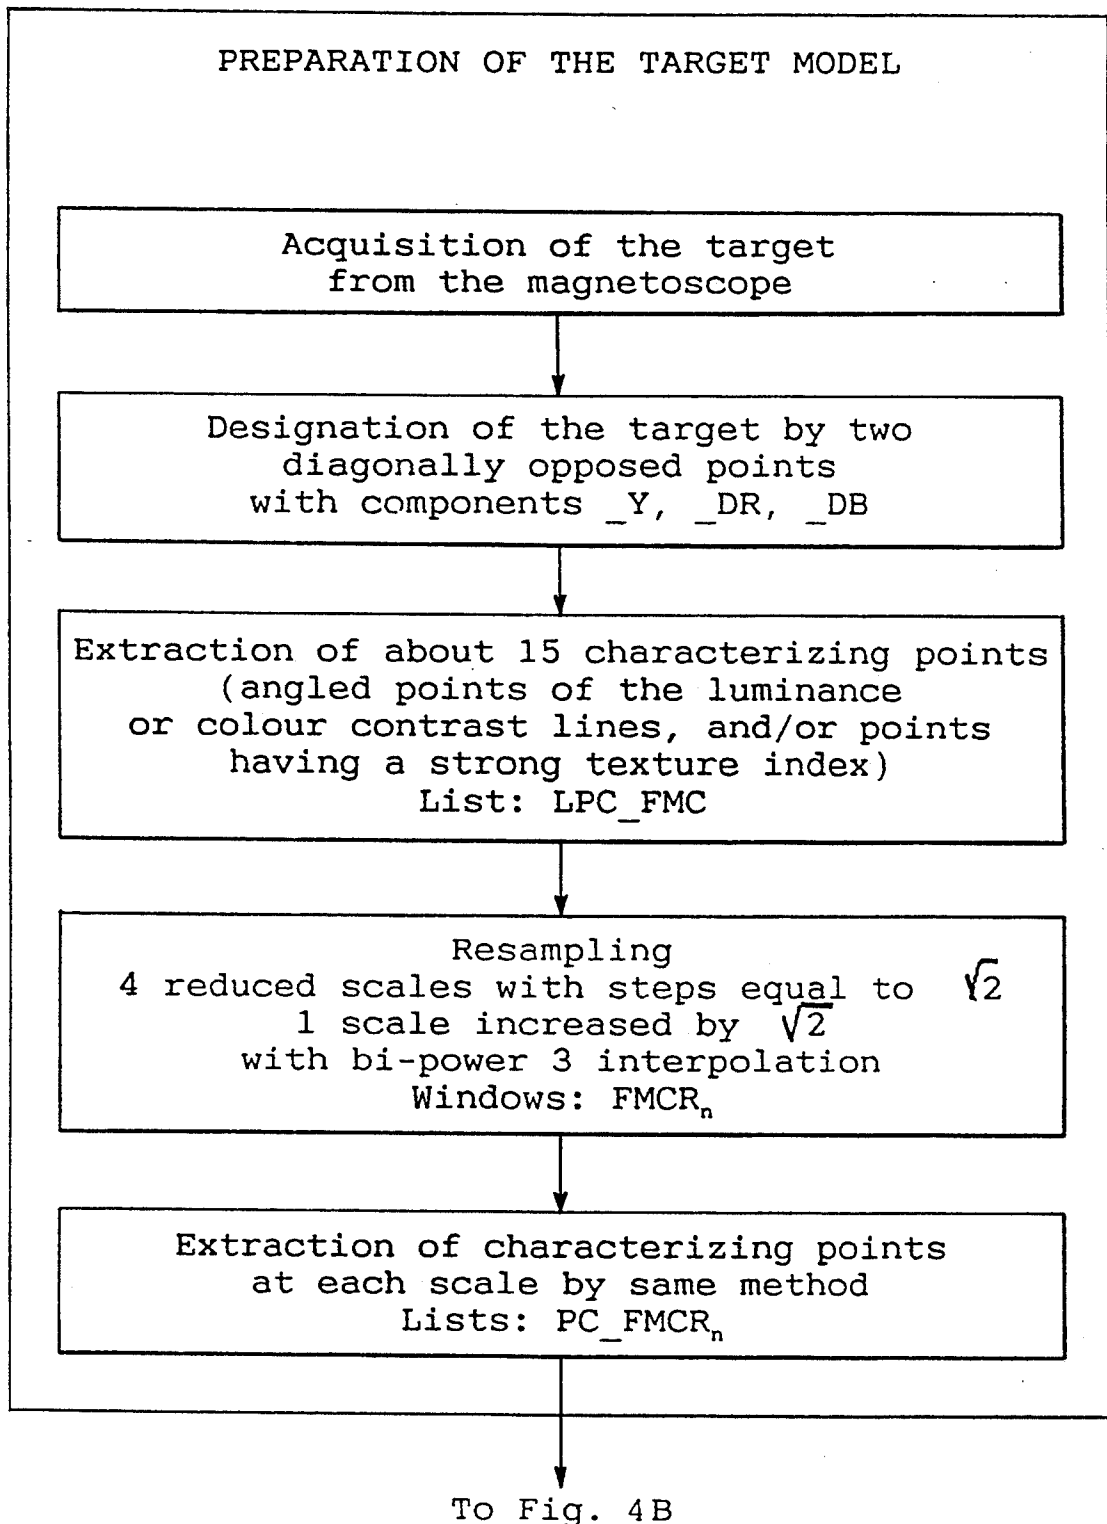 PREPARATION OF THE TARGET MODEL
Acquisition of the target
from the magnetoscope
Designation of the target by two
diagonally opposed points
with components _Y, _DR, _DB
Extraction of about 15 characterizing points
(angled points of the luminance
or colour contrast lines, and/or points
having a strong texture index)
List: LPC_FMC
Resampling
4 reduced scales with steps equal to √2
1 scale increased by √2
with bi-power 3 interpolation
Windows: FMCRₙ
Extraction of characterizing points
at each scale by same method
Lists: PC_FMCRₙ
To Fig. 4B